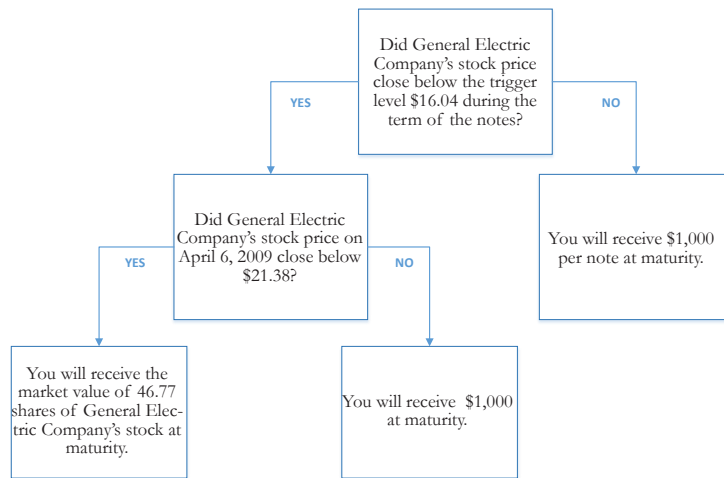 Did General Electric
Company's stock price
close below the trigger
level $16.04 during the
term of the notes?
YES
NO
Did General Electric
Company's stock price on
April 6, 2009 close below
$21.38?
You will receive $1,000
per note at maturity.
YES
NO
You will receive the
market value of 46.77
shares of General Elec-
tric Company's stock at
maturity.
You will receive $1,000
at maturity.